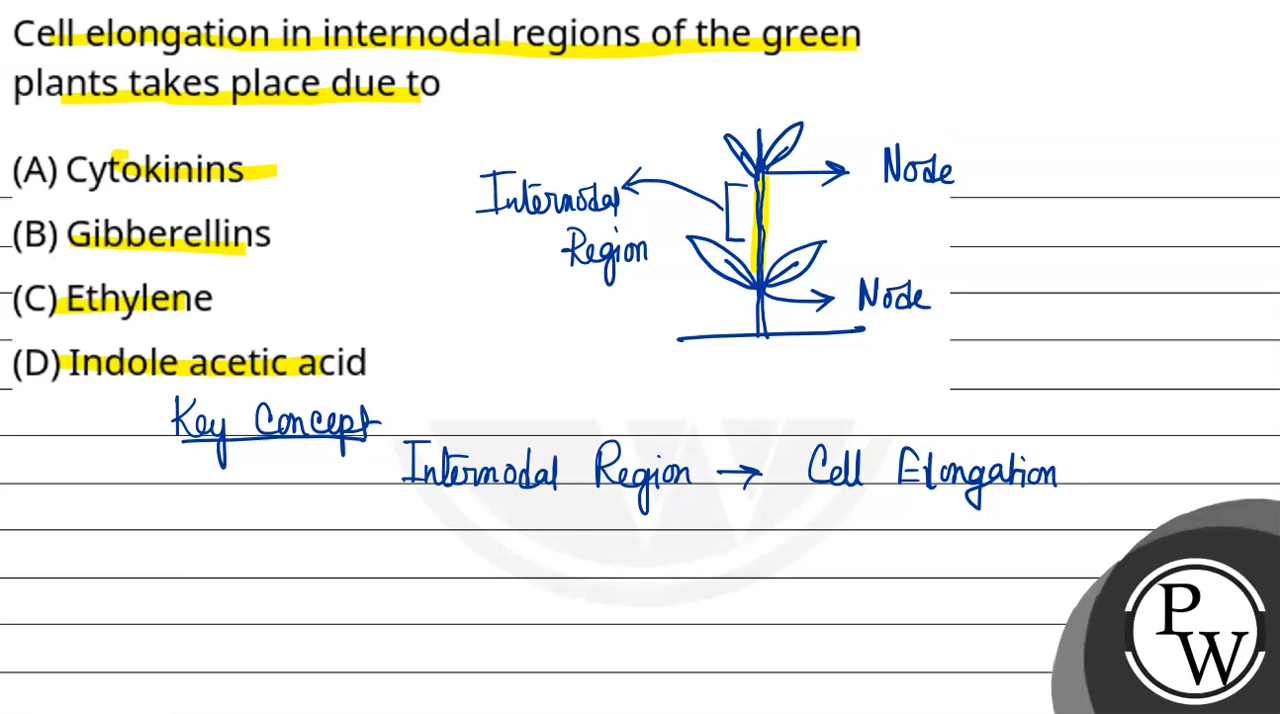 Cell elongation in internodal regions of the green
plants takes place due to
(A) Cytokinins
(B) Gibberellins
(C) Ethylene
(D) Indole acetic acid
Node
Internodal
Region
Node
Key Concept
Internodal Region → Cell Elongation
PW